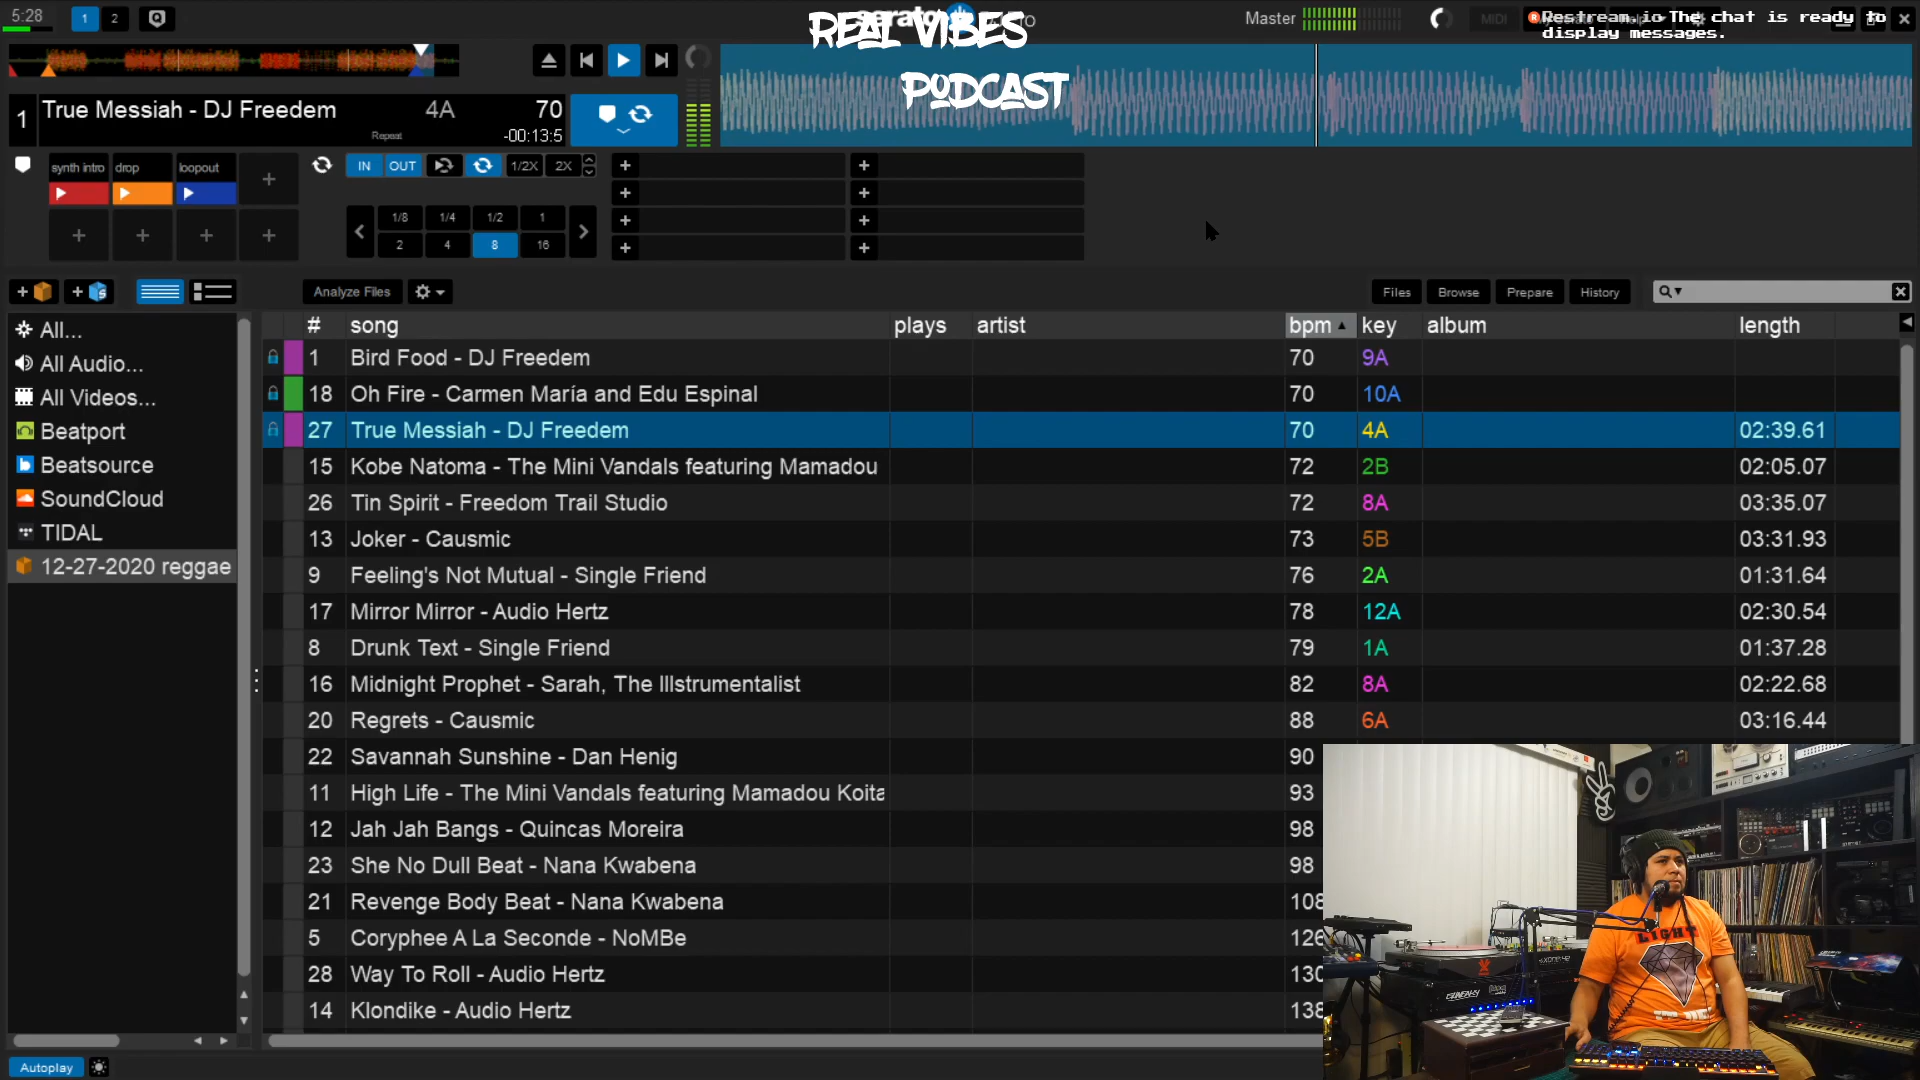 5:28
1 2
serato
REAL VIBES
PODCAST
Master
MIDI
Restream.io The chat is ready to
display messages.
1
True Messiah - DJ Freedem
4A
70
Repeat
-00:13:5
synth intro
drop
loopout
IN OUT 1/2X 2X
1/8 1/4 1/2 1
2 4 8 16
Analyze Files
Files Browse Prepare History
All...
All Audio...
All Videos...
Beatport
Beatsource
SoundCloud
TIDAL
12-27-2020 reggae
# song plays artist bpm key album length
1 Bird Food - DJ Freedem 70 9A
18 Oh Fire - Carmen María and Edu Espinal 70 10A
27 True Messiah - DJ Freedem 70 4A 02:39.61
15 Kobe Natoma - The Mini Vandals featuring Mamadou 72 2B 02:05.07
26 Tin Spirit - Freedom Trail Studio 72 8A 03:35.07
13 Joker - Causmic 73 5B 03:31.93
9 Feeling's Not Mutual - Single Friend 76 2A 01:31.64
17 Mirror Mirror - Audio Hertz 78 12A 02:30.54
8 Drunk Text - Single Friend 79 1A 01:37.28
16 Midnight Prophet - Sarah, The Illstrumentalist 82 8A 02:22.68
20 Regrets - Causmic 88 6A 03:16.44
22 Savannah Sunshine - Dan Henig 90
11 High Life - The Mini Vandals featuring Mamadou Koita 93
12 Jah Jah Bangs - Quincas Moreira 98
23 She No Dull Beat - Nana Kwabena 98
21 Revenge Body Beat - Nana Kwabena 108
5 Coryphee A La Seconde - NoMBe 126
28 Way To Roll - Audio Hertz 130
14 Klondike - Audio Hertz 138
LIGHT
Autoplay